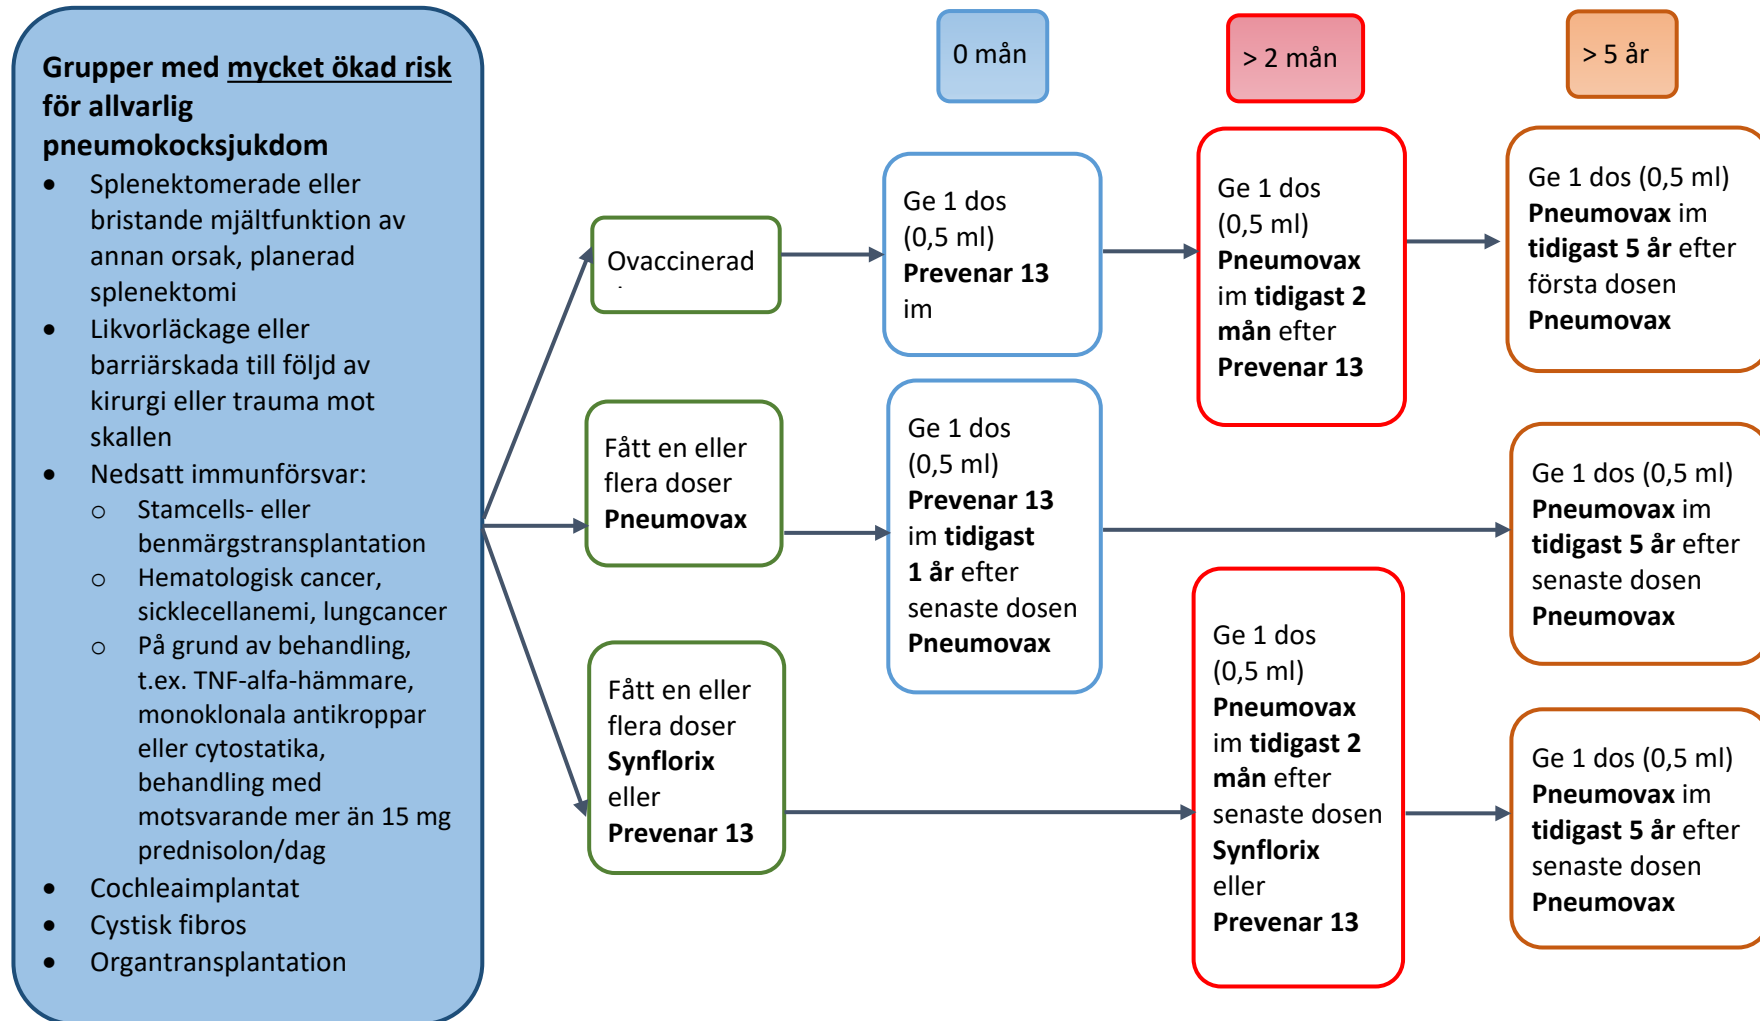 Grupper med mycket ökad risk
för allvarlig
pneumokocksjukdom
• Splenektomerade eller
bristande mjältfunktion av
annan orsak, planerad
splenektomi
• Likvorläckage eller
barriärskada till följd av
kirurgi eller trauma mot
skallen
• Nedsatt immunförsvar:
o Stamcells- eller
benmärgstransplantation
o Hematologisk cancer,
sicklecellanemi, lungcancer
o På grund av behandling,
t.ex. TNF-alfa-hämmare,
monoklonala antikroppar
eller cytostatika,
behandling med
motsvarande mer än 15 mg
prednisolon/dag
• Cochleaimplantat
• Cystisk fibros
• Organtransplantation
0 mån
> 2 mån
> 5 år
Ovaccinerad
Ge 1 dos
(0,5 ml)
Prevenar 13
im
Ge 1 dos
(0,5 ml)
Pneumovax
im tidigast 2
mån efter
Prevenar 13
Ge 1 dos (0,5 ml)
Pneumovax im
tidigast 5 år efter
första dosen
Pneumovax
Fått en eller
flera doser
Pneumovax
Ge 1 dos
(0,5 ml)
Prevenar 13
im tidigast
1 år efter
senaste dosen
Pneumovax
Ge 1 dos (0,5 ml)
Pneumovax im
tidigast 5 år efter
senaste dosen
Pneumovax
Fått en eller
flera doser
Synflorix
eller
Prevenar 13
Ge 1 dos
(0,5 ml)
Pneumovax
im tidigast 2
mån efter
senaste dosen
Synflorix
eller
Prevenar 13
Ge 1 dos (0,5 ml)
Pneumovax im
tidigast 5 år efter
senaste dosen
Pneumovax